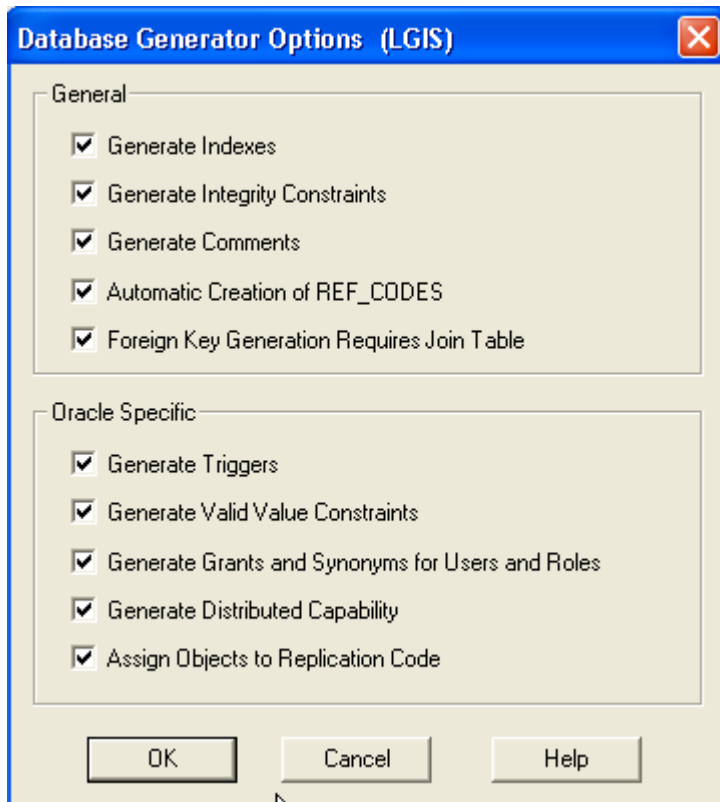 Database Generator Options (LGIS)
General
Generate Indexes
Generate Integrity Constraints
Generate Comments
Automatic Creation of REF_CODES
Foreign Key Generation Requires Join Table
Oracle Specific
Generate Triggers
Generate Valid Value Constraints
Generate Grants and Synonyms for Users and Roles
Generate Distributed Capability
Assign Objects to Replication Code
OK Cancel Help